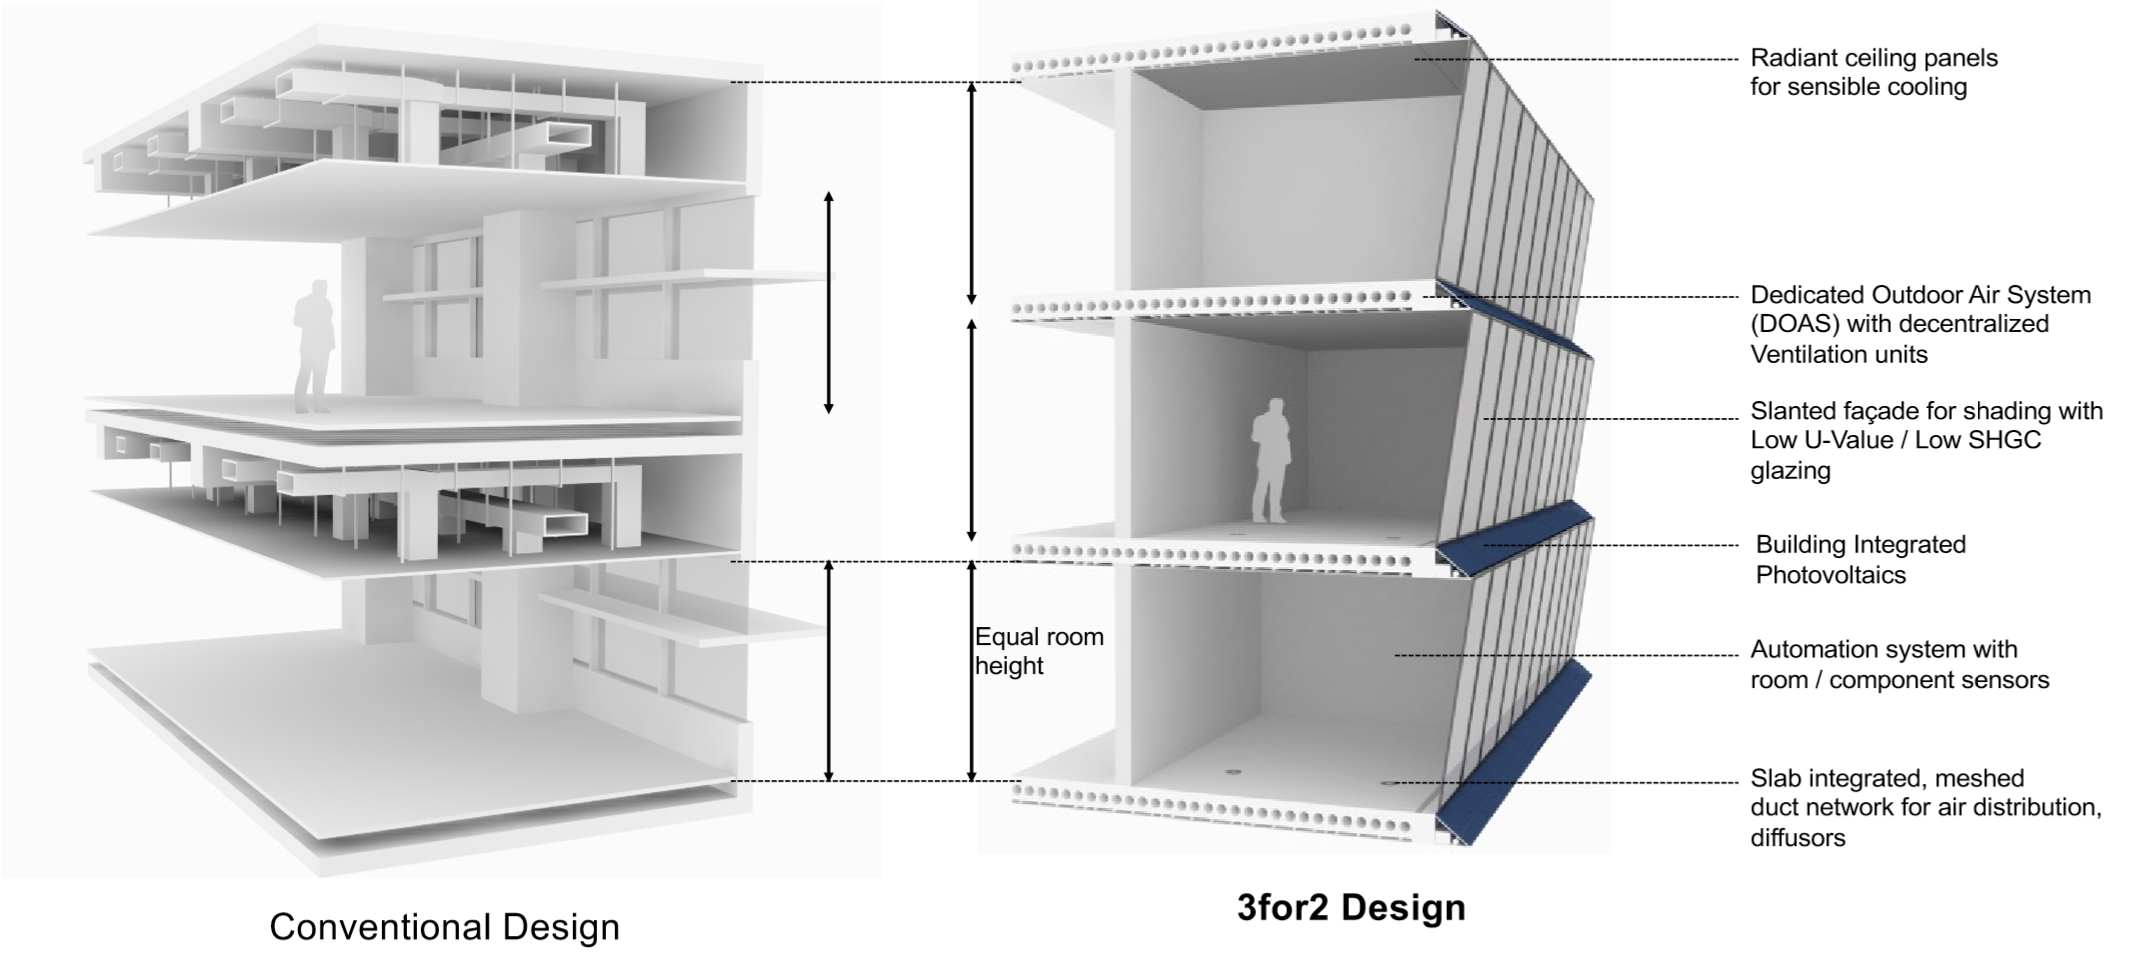 Radiant ceiling panels
for sensible cooling
Dedicated Outdoor Air System
(DOAS) with decentralized
Ventilation units
Slanted façade for shading with
Low U-Value / Low SHGC
glazing
Building Integrated
Photovoltaics
Equal room
height
Automation system with
room / component sensors
Slab integrated, meshed
duct network for air distribution,
diffusors
Conventional Design
3for2 Design